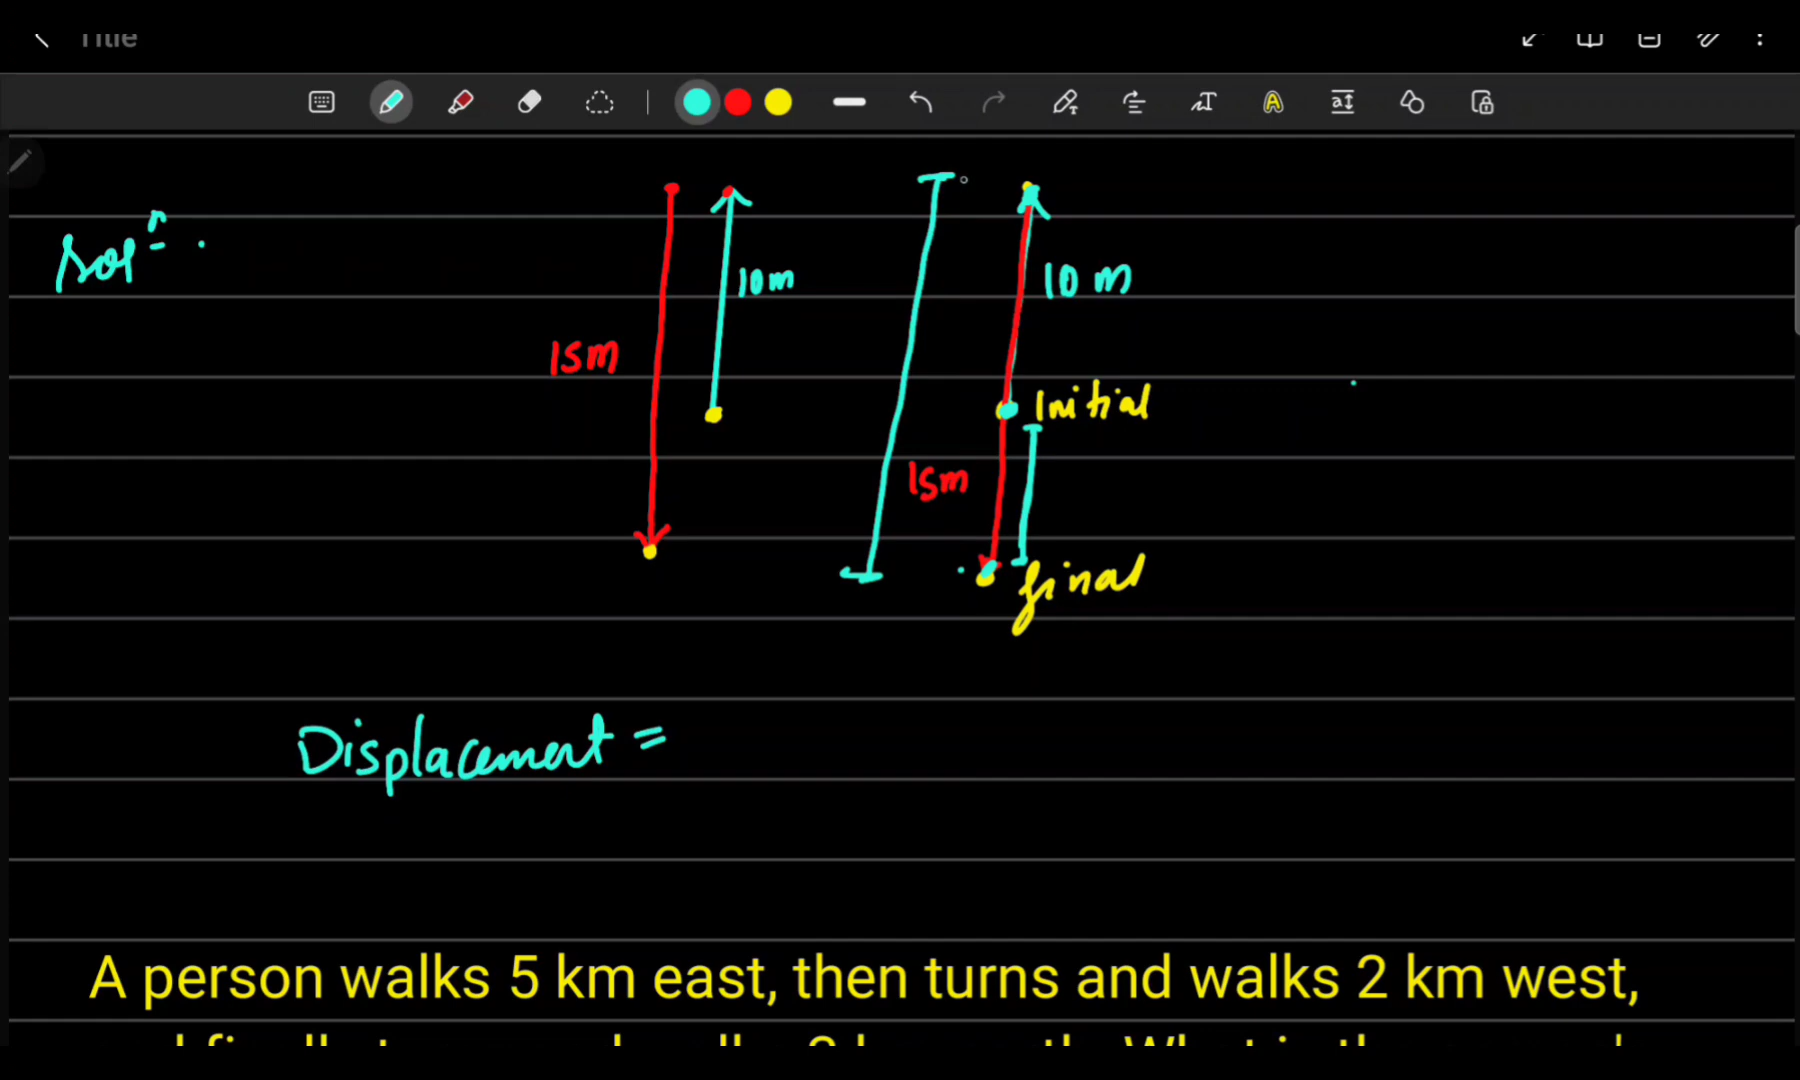 Title
Solⁿ
10m
10 m
15m
Initial
15m
final
Displacement =
A person walks 5 km east, then turns and walks 2 km west,